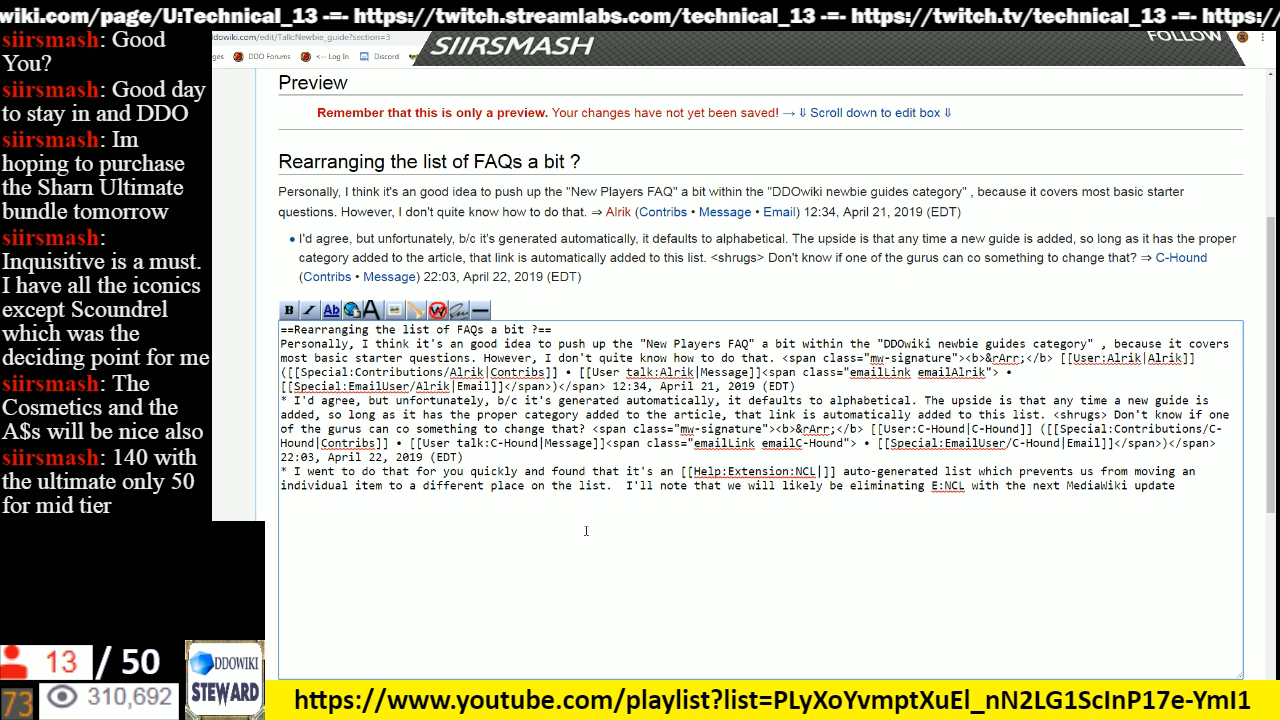 wiki.com/page/U:Technical_13 -=- https://twitch.streamlabs.com/technical_13 -=- https://twitch.tv/technical_13 -=- https:/
siirsmash: Good
You?
siirsmash: Good day
to stay in and DDO
siirsmash: Im
hoping to purchase
the Sharn Ultimate
bundle tomorrow
siirsmash:
Inquisitive is a must.
I have all the iconics
except Scoundrel
which was the
deciding point for me
siirsmash: The
Cosmetics and the
A$s will be nice also
siirsmash: 140 with
the ultimate only 50
for mid tier
13 / 50
73 310,692
DDOWIKI
STEWARD
dowiki.com/edit/Talk:Newbie_guide?section=3
SIIRSMASH
FOLLOW
ges DDO Forums <-- Log In Discord
Preview
Remember that this is only a preview. Your changes have not yet been saved! → ⇓ Scroll down to edit box ⇓
Rearranging the list of FAQs a bit ?
Personally, I think it's an good idea to push up the "New Players FAQ" a bit within the "DDOwiki newbie guides category" , because it covers most basic starter
questions. However, I don't quite know how to do that. ⇒ Alrik (Contribs • Message • Email) 12:34, April 21, 2019 (EDT)
• I'd agree, but unfortunately, b/c it's generated automatically, it defaults to alphabetical. The upside is that any time a new guide is added, so long as it has the proper
category added to the article, that link is automatically added to this list. <shrugs> Don't know if one of the gurus can co something to change that? ⇒ C-Hound
(Contribs • Message) 22:03, April 22, 2019 (EDT)
B I Ab A W
==Rearranging the list of FAQs a bit ?==
Personally, I think it's an good idea to push up the "New Players FAQ" a bit within the "DDOwiki newbie guides category" , because it covers
most basic starter questions. However, I don't quite know how to do that. <span class="mw-signature"><b>&rArr;</b> [[User:Alrik|Alrik]]
([[Special:Contributions/Alrik|Contribs]] • [[User talk:Alrik|Message]]<span class="emailLink emailAlrik"> •
[[Special:EmailUser/Alrik|Email]]</span>)</span> 12:34, April 21, 2019 (EDT)
* I'd agree, but unfortunately, b/c it's generated automatically, it defaults to alphabetical. The upside is that any time a new guide is
added, so long as it has the proper category added to the article, that link is automatically added to this list. <shrugs> Don't know if one
of the gurus can co something to change that? <span class="mw-signature"><b>&rArr;</b> [[User:C-Hound|C-Hound]] ([[Special:Contributions/C-
Hound|Contribs]] • [[User talk:C-Hound|Message]]<span class="emailLink emailC-Hound"> • [[Special:EmailUser/C-Hound|Email]]</span>)</span>
22:03, April 22, 2019 (EDT)
* I went to do that for you quickly and found that it's an [[Help:Extension:NCL|]] auto-generated list which prevents us from moving an
individual item to a different place on the list.  I'll note that we will likely be eliminating E:NCL with the next MediaWiki update
https://www.youtube.com/playlist?list=PLyXoYvmptXuEl_nN2LG1ScInP17e-YmI1